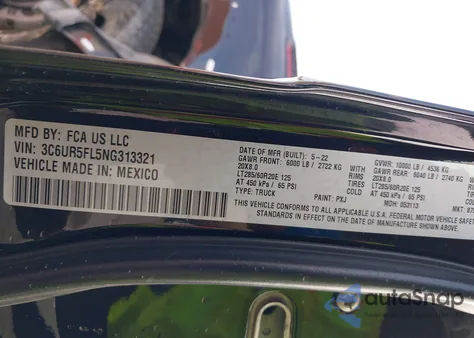 MFD BY: FCA US LLC
VIN: 3C6UR5FL5NG313321
VEHICLE MADE IN: MEXICO
DATE OF MFR (BUILT): 5-22
GAWR FRONT: 6000 LB / 2722 KG
20X8.0
LT285/60R20E 125
AT 450 kPa / 65 PSI
TYPE: TRUCK
PAINT: PXJ
GVWR: 10000 LB / 4536 KG
GAWR REAR: 6040 LB / 2740 KG
20X8.0
LT285/60R20E 125
AT 450 kPa / 65 PSI
MDH: 053113
MKT:
THIS VEHICLE CONFORMS TO ALL APPLICABLE U.S.A. FEDERAL MOTOR VEHICLE
STANDARDS IN EFFECT ON THE DATE OF MANUFACTURE SHOWN ABOVE.
autoSnap